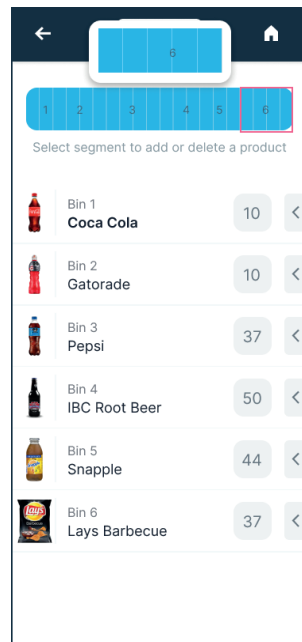 6
1 2 3 4 5 6
Select segment to add or delete a product
Bin 1
Coca Cola
10
Bin 2
Gatorade
10
Bin 3
Pepsi
37
Bin 4
IBC Root Beer
50
Bin 5
Snapple
44
Bin 6
Lays Barbecue
37
Lay's